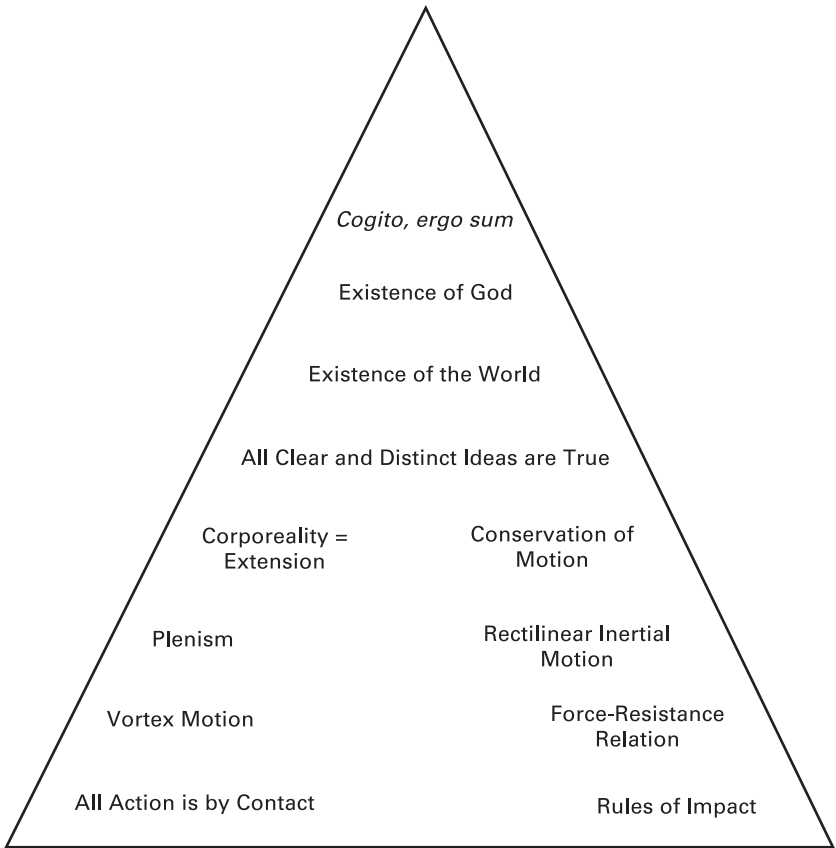 Cogito, ergo sum
Existence of God
Existence of the World
All Clear and Distinct Ideas are True
Corporeality =
Extension
Conservation of
Motion
Plenism
Rectilinear Inertial
Motion
Vortex Motion
Force-Resistance
Relation
All Action is by Contact
Rules of Impact